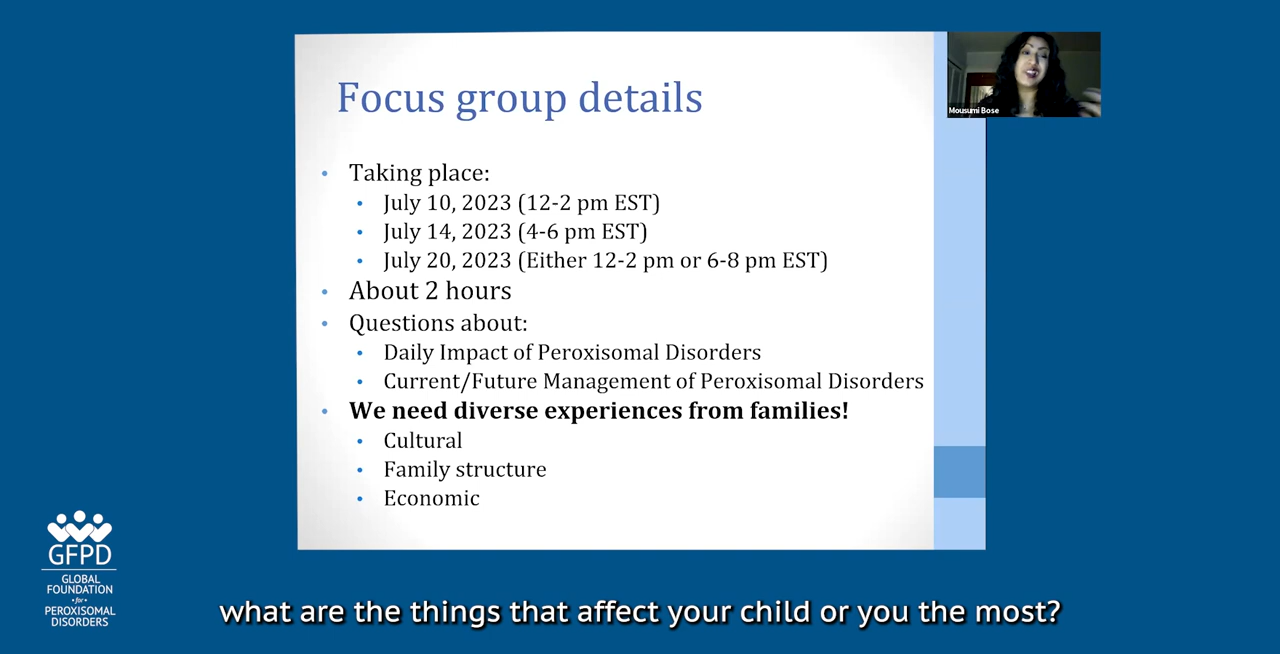 Focus group details
Mousumi Bose
• Taking place:
• July 10, 2023 (12-2 pm EST)
• July 14, 2023 (4-6 pm EST)
• July 20, 2023 (Either 12-2 pm or 6-8 pm EST)
• About 2 hours
• Questions about:
• Daily Impact of Peroxisomal Disorders
• Current/Future Management of Peroxisomal Disorders
• We need diverse experiences from families!
• Cultural
• Family structure
• Economic
GFPD
GLOBAL
FOUNDATION
•for•
PEROXISOMAL
DISORDERS
what are the things that affect your child or you the most?